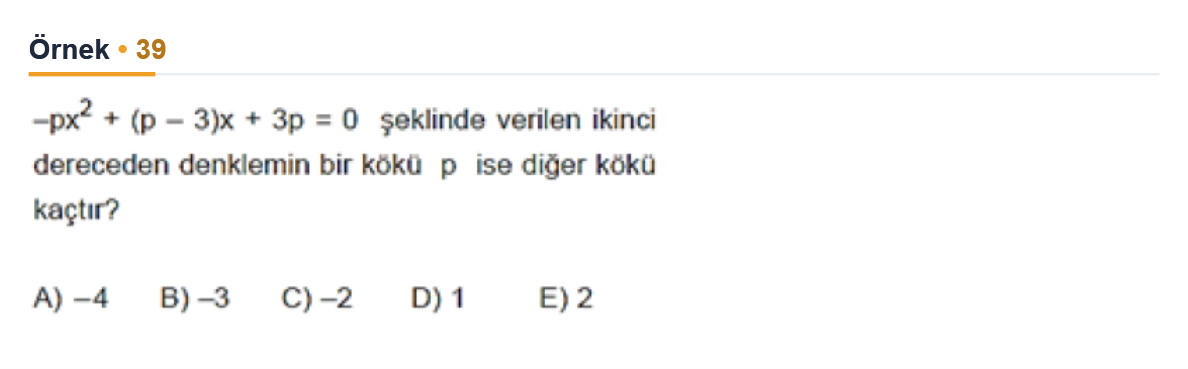 Örnek • 39
–px² + (p – 3)x + 3p = 0 şeklinde verilen ikinci
dereceden denklemin bir kökü p ise diğer kökü
kaçtır?
A) –4 B) –3 C) –2 D) 1 E) 2